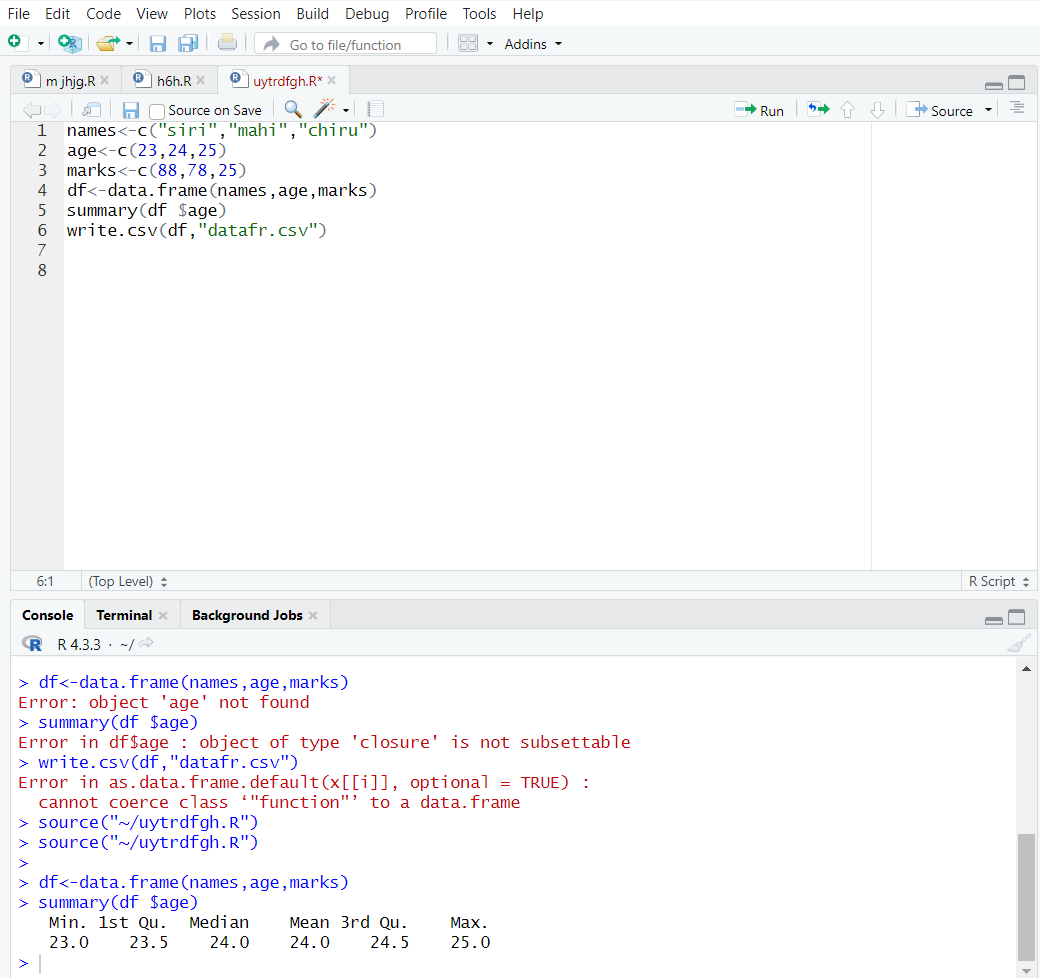 File Edit Code View Plots Session Build Debug Profile Tools Help
Go to file/function Addins
m jhjg.R h6h.R uytrdfgh.R*
Source on Save Run Source
1 names<-c("siri","mahi","chiru")
2 age<-c(23,24,25)
3 marks<-c(88,78,25)
4 df<-data.frame(names,age,marks)
5 summary(df $age)
6 write.csv(df,"datafr.csv")
7
8
6:1 (Top Level) R Script
Console Terminal Background Jobs
R R 4.3.3 · ~/
> df<-data.frame(names,age,marks)
Error: object 'age' not found
> summary(df $age)
Error in df$age : object of type 'closure' is not subsettable
> write.csv(df,"datafr.csv")
Error in as.data.frame.default(x[[i]], optional = TRUE) :
  cannot coerce class ‘"function"’ to a data.frame
> source("~/uytrdfgh.R")
> source("~/uytrdfgh.R")
>
> df<-data.frame(names,age,marks)
> summary(df $age)
   Min. 1st Qu.  Median    Mean 3rd Qu.    Max.
   23.0    23.5    24.0    24.0    24.5    25.0
>